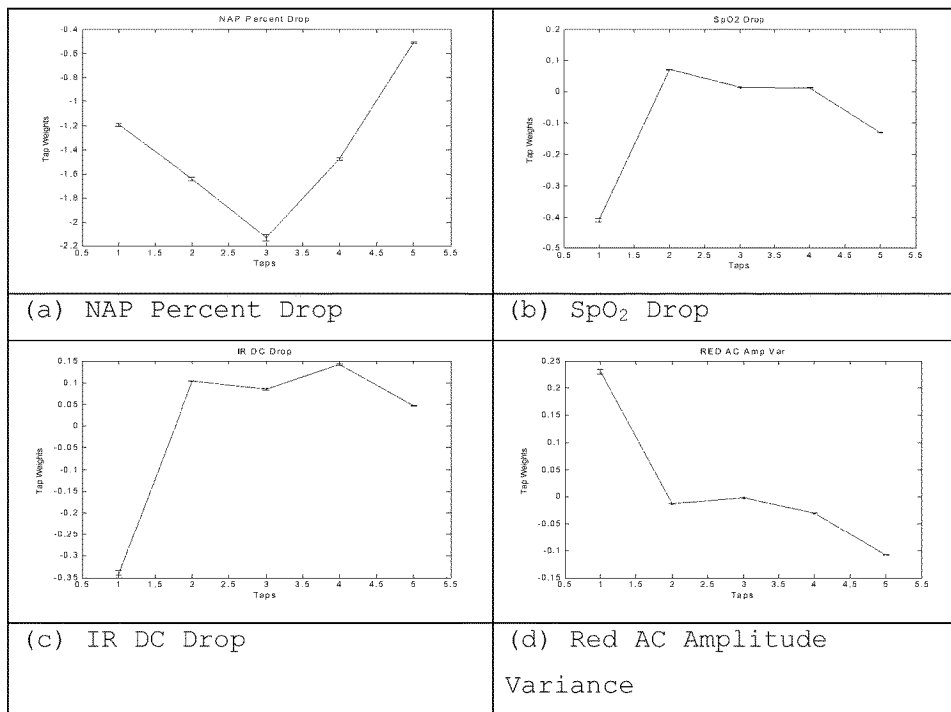 NAP Percent Drop
-0.4
-0.6
-0.8
-1
-1.2
-1.4
-1.6
-1.8
-2
-2.2
Tap Weights
0.5 1 1.5 2 2.5 3 3.5 4 4.5 5 5.5
Taps
(a) NAP Percent Drop
SpO2 Drop
0.2
0.1
0
-0.1
-0.2
-0.3
-0.4
-0.5
Tap Weights
0.5 1 1.5 2 2.5 3 3.5 4 4.5 5 5.5
Taps
(b) SpO₂ Drop
IR DC Drop
0.15
0.1
0.05
0
-0.05
-0.1
-0.15
-0.2
-0.25
-0.3
-0.35
Tap Weights
0.5 1 1.5 2 2.5 3 3.5 4 4.5 5 5.5
Taps
(c) IR DC Drop
RED AC Amp Var
0.25
0.2
0.15
0.1
0.05
0
-0.05
-0.1
-0.15
Tap Weights
0.5 1 1.5 2 2.5 3 3.5 4 4.5 5 5.5
Taps
(d) Red AC Amplitude
Variance